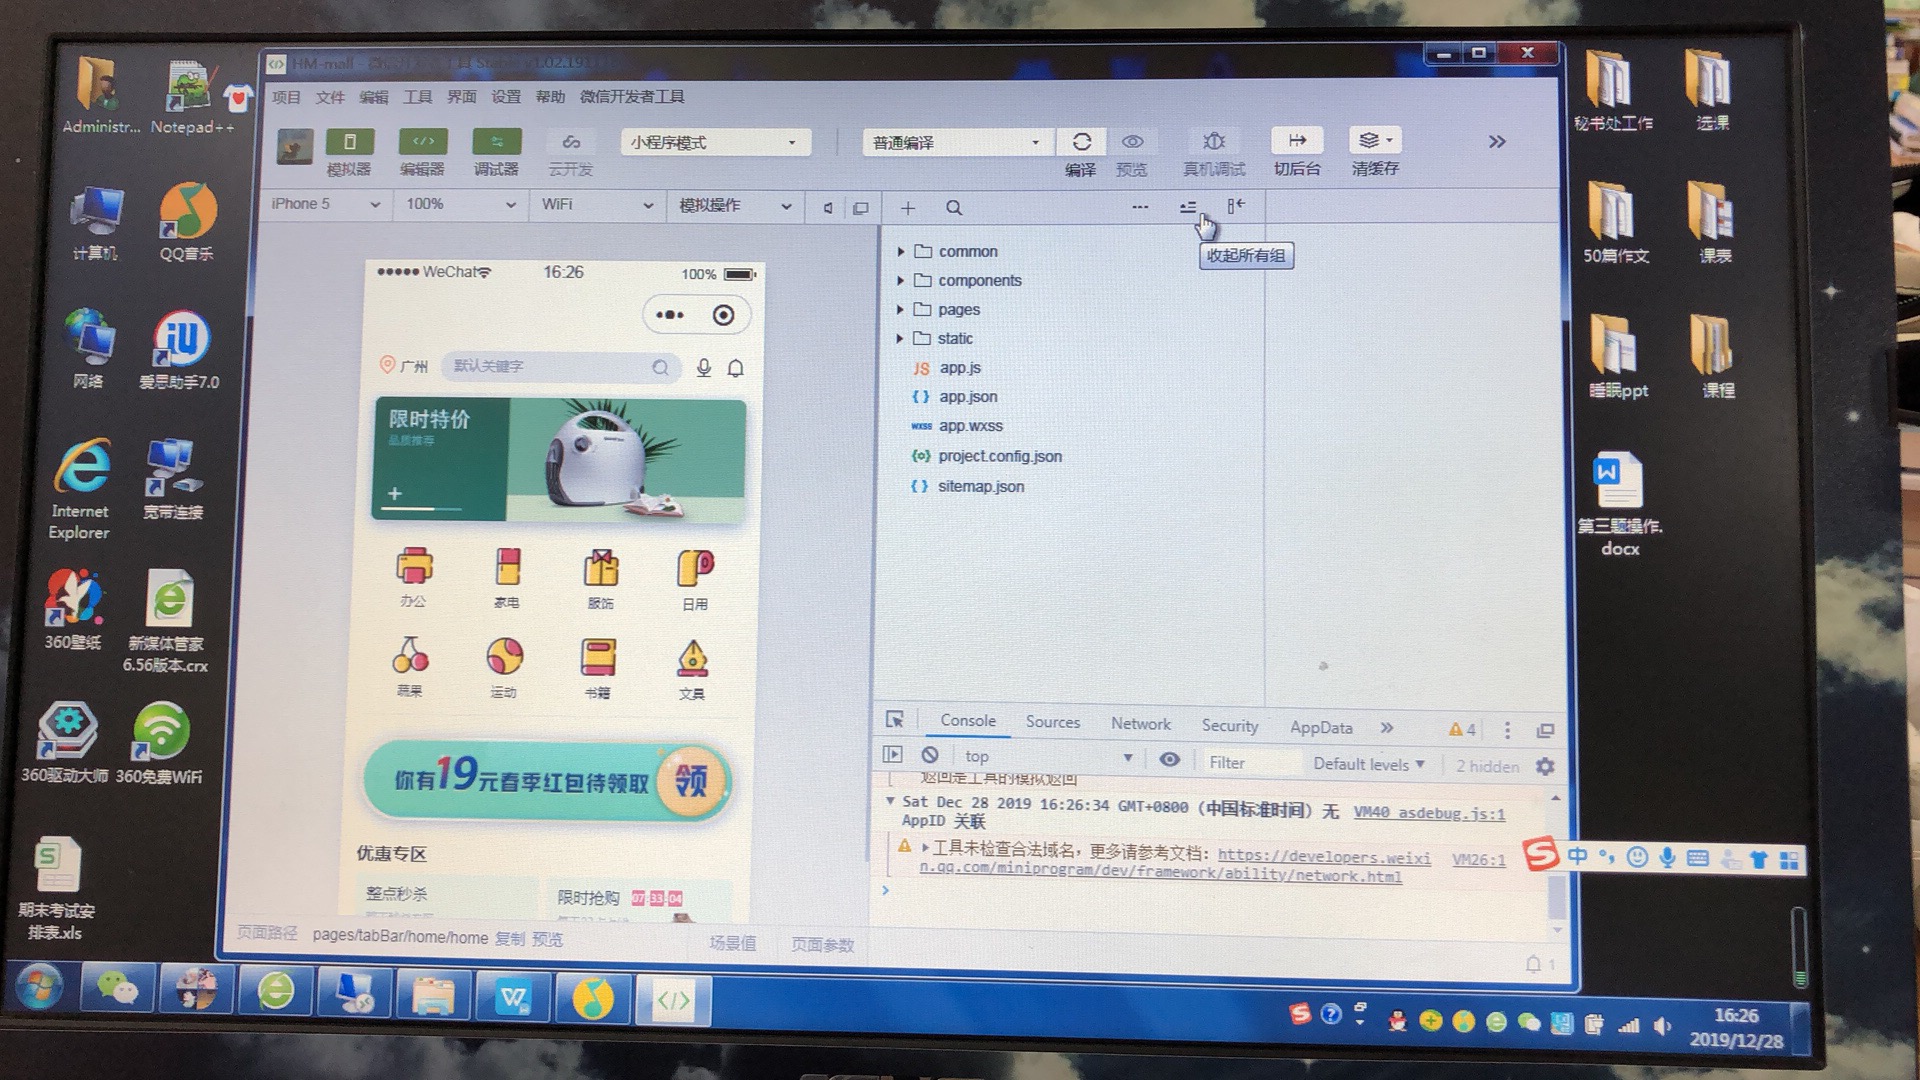 Administr...
Notepad++
计算机
QQ音乐
网络
爱思助手7.0
Internet
Explorer
宽带连接
360壁纸
新媒体管家
6.56版本.crx
360驱动大师
360免费WiFi
期末考试安
排表.xls
HM-mall - 微信开发者工具 Stable v1.02.1911
项目 文件 编辑 工具 界面 设置 帮助 微信开发者工具
模拟器
编辑器
调试器
云开发
小程序模式
普通编译
编译
预览
真机调试
切后台
清缓存
iPhone 5
100%
WiFi
模拟操作
收起所有组
WeChat
16:26
100%
广州
默认关键字
限时特价
品质推荐
办公
家电
服饰
日用
蔬果
运动
书籍
文具
你有19元春季红包待领取
领
优惠专区
整点秒杀
限时抢购
07:33:04
页面路径
pages/tabBar/home/home
复制
预览
场景值
页面参数
common
components
pages
static
JS app.js
{ } app.json
wxss app.wxss
{o} project.config.json
{ } sitemap.json
Console
Sources
Network
Security
AppData
4
top
Filter
Default levels
2 hidden
返回是工具的模拟返回
Sat Dec 28 2019 16:26:34 GMT+0800 (中国标准时间) 无
AppID 关联
VM40 asdebug.js:1
工具未检查合法域名，更多请参考文档: https://developers.weixi
n.qq.com/miniprogram/dev/framework/ability/network.html
VM26:1
1
秘书处工作
选课
50篇作文
课表
睡眠ppt
课程
第三题操作.
docx
中
16:26
2019/12/28